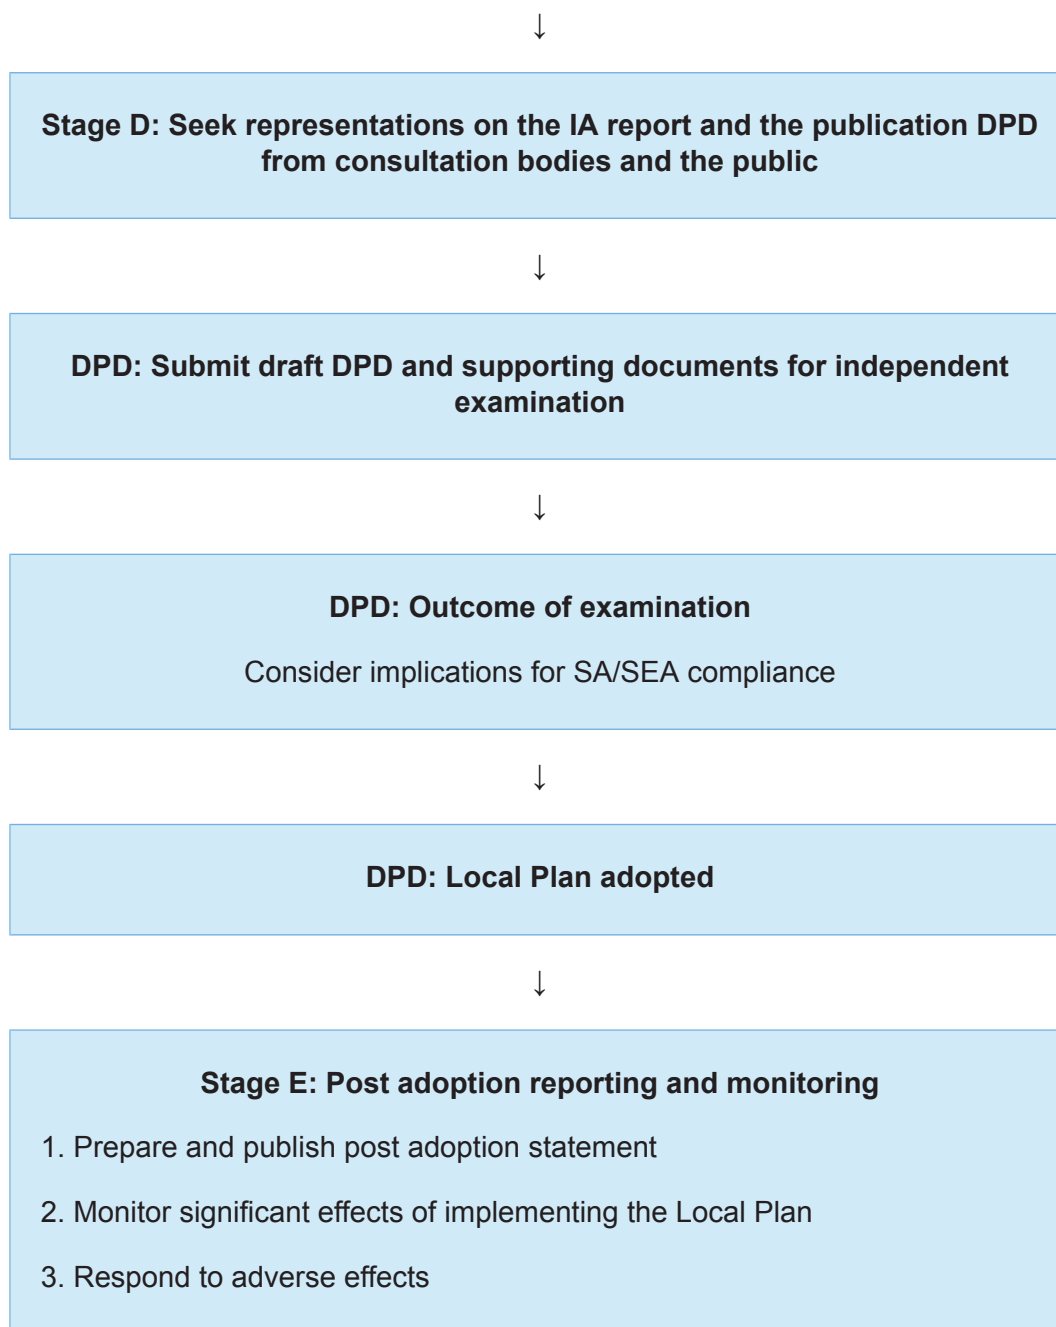 ↓
Stage D: Seek representations on the IA report and the publication DPD
from consultation bodies and the public
↓
DPD: Submit draft DPD and supporting documents for independent
examination
↓
DPD: Outcome of examination
Consider implications for SA/SEA compliance
↓
DPD: Local Plan adopted
↓
Stage E: Post adoption reporting and monitoring
1. Prepare and publish post adoption statement
2. Monitor significant effects of implementing the Local Plan
3. Respond to adverse effects